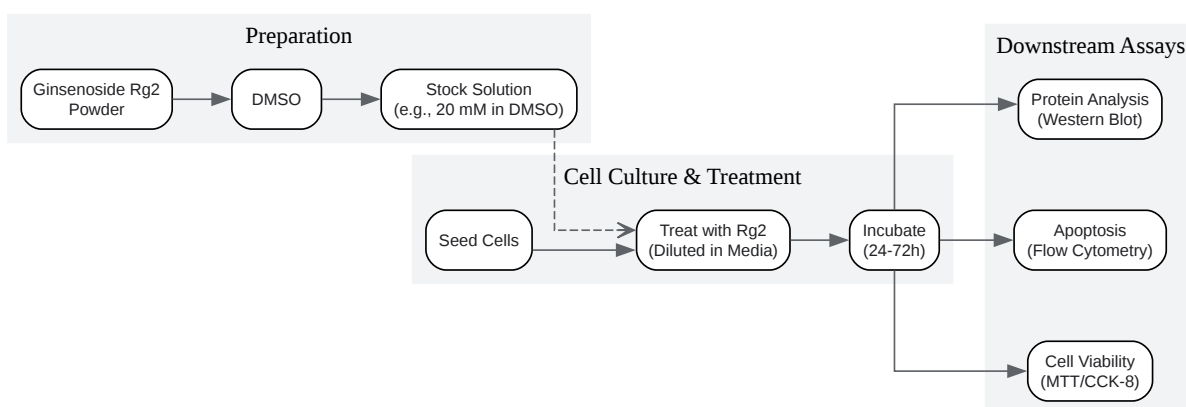 Preparation
Ginsenoside Rg2
Powder
DMSO
Stock Solution
(e.g., 20 mM in DMSO)
Cell Culture & Treatment
Seed Cells
Treat with Rg2
(Diluted in Media)
Incubate
(24-72h)
Downstream Assays
Protein Analysis
(Western Blot)
Apoptosis
(Flow Cytometry)
Cell Viability
(MTT/CCK-8)